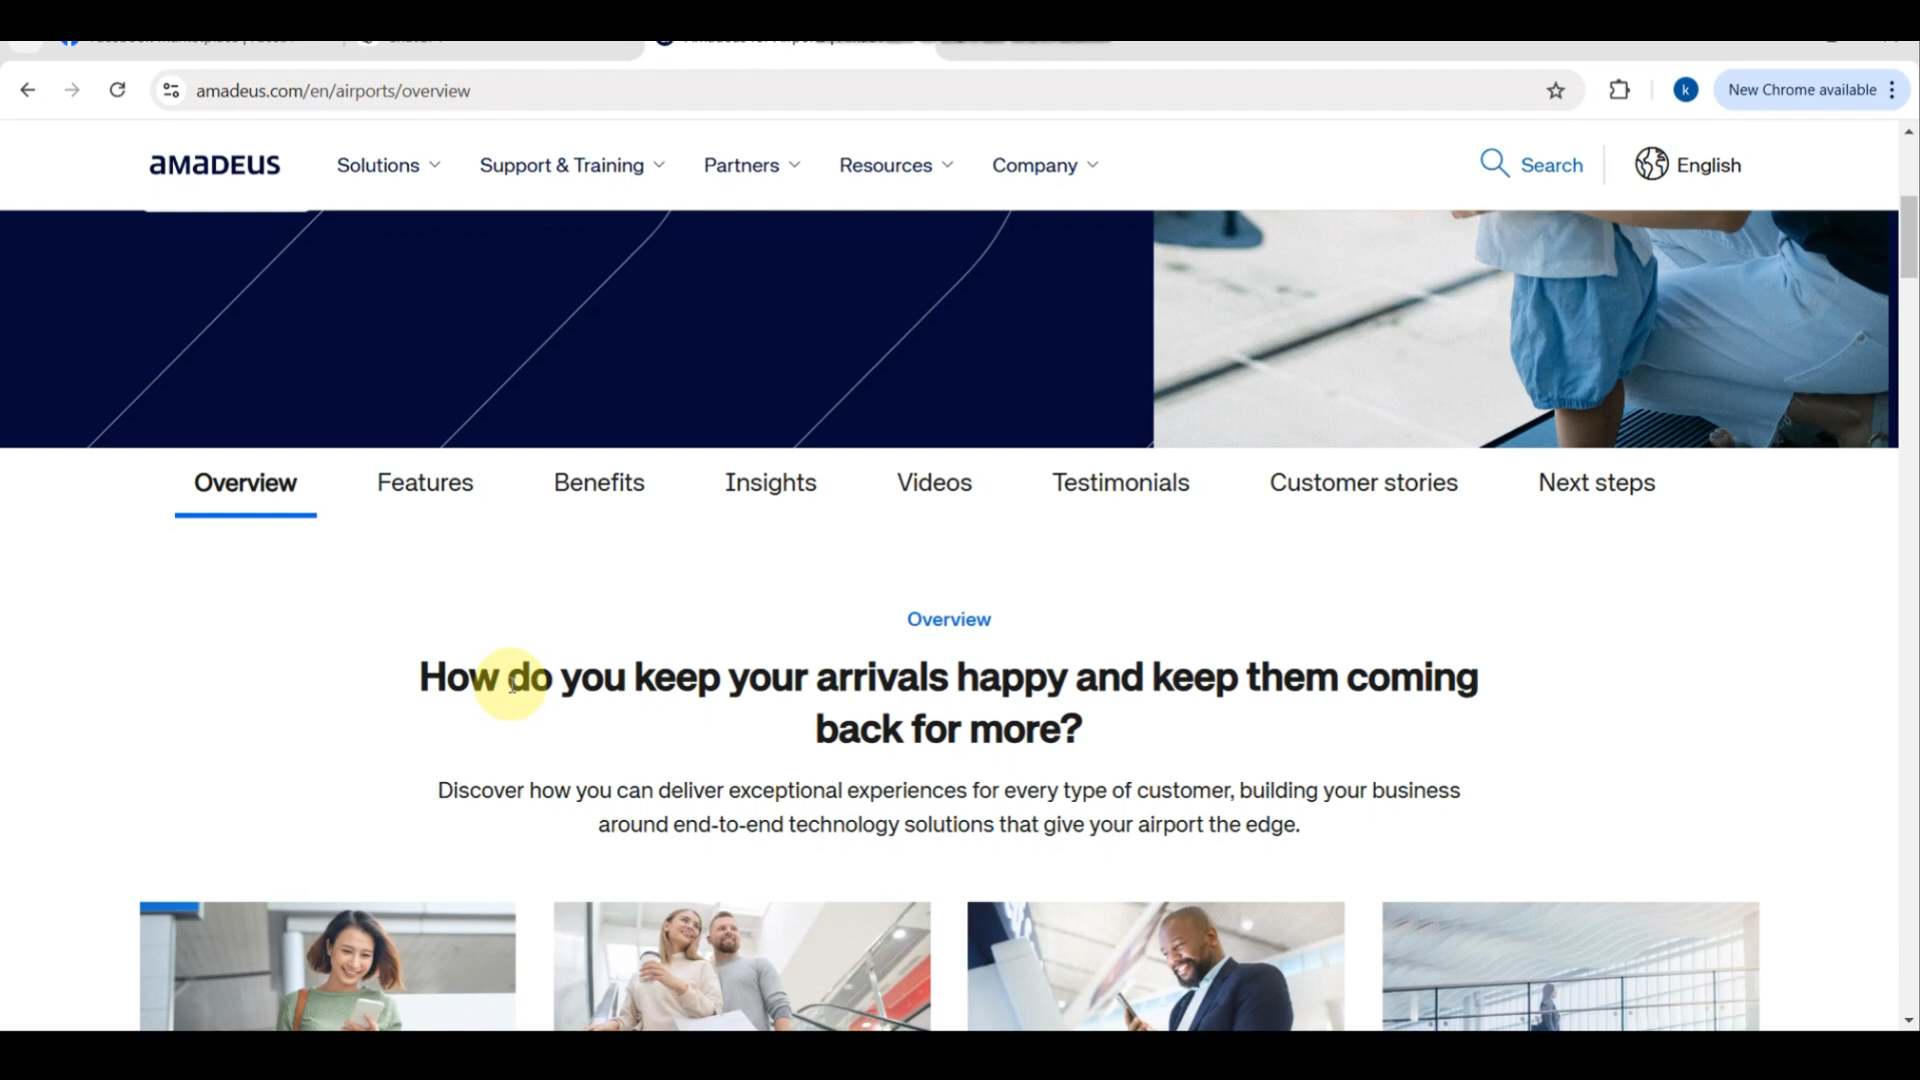 amadeus.com/en/airports/overview
k
New Chrome available
aMaDEUS
Solutions
Support & Training
Partners
Resources
Company
Search
English
Overview
Features
Benefits
Insights
Videos
Testimonials
Customer stories
Next steps
Overview
How do you keep your arrivals happy and keep them coming
back for more?
Discover how you can deliver exceptional experiences for every type of customer, building your business
around end-to-end technology solutions that give your airport the edge.